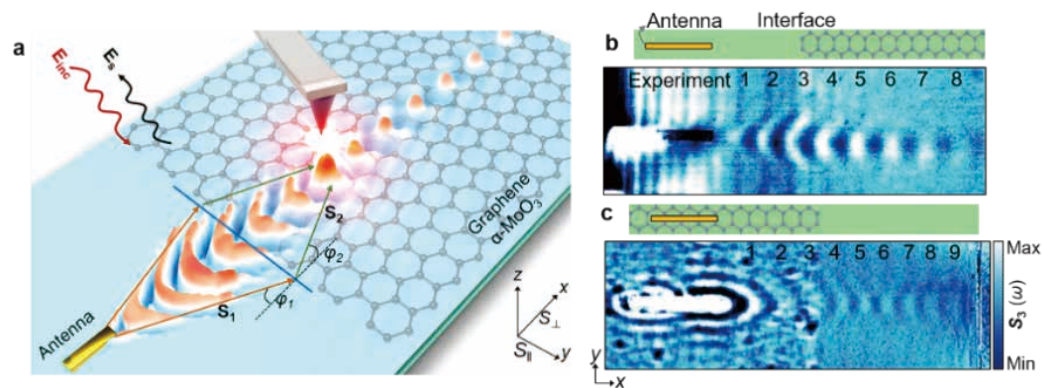 a
E_inc
E_s
Antenna
S_1
S_2
φ_1
φ_2
Graphene
α-MoO_3
z
x
S_⊥
S_∥
y
b
Antenna
Interface
Experiment 1 2 3 4 5 6 7 8
c
1 2 3 4 5 6 7 8 9
Max
S_3 (ω)
Min
y
x